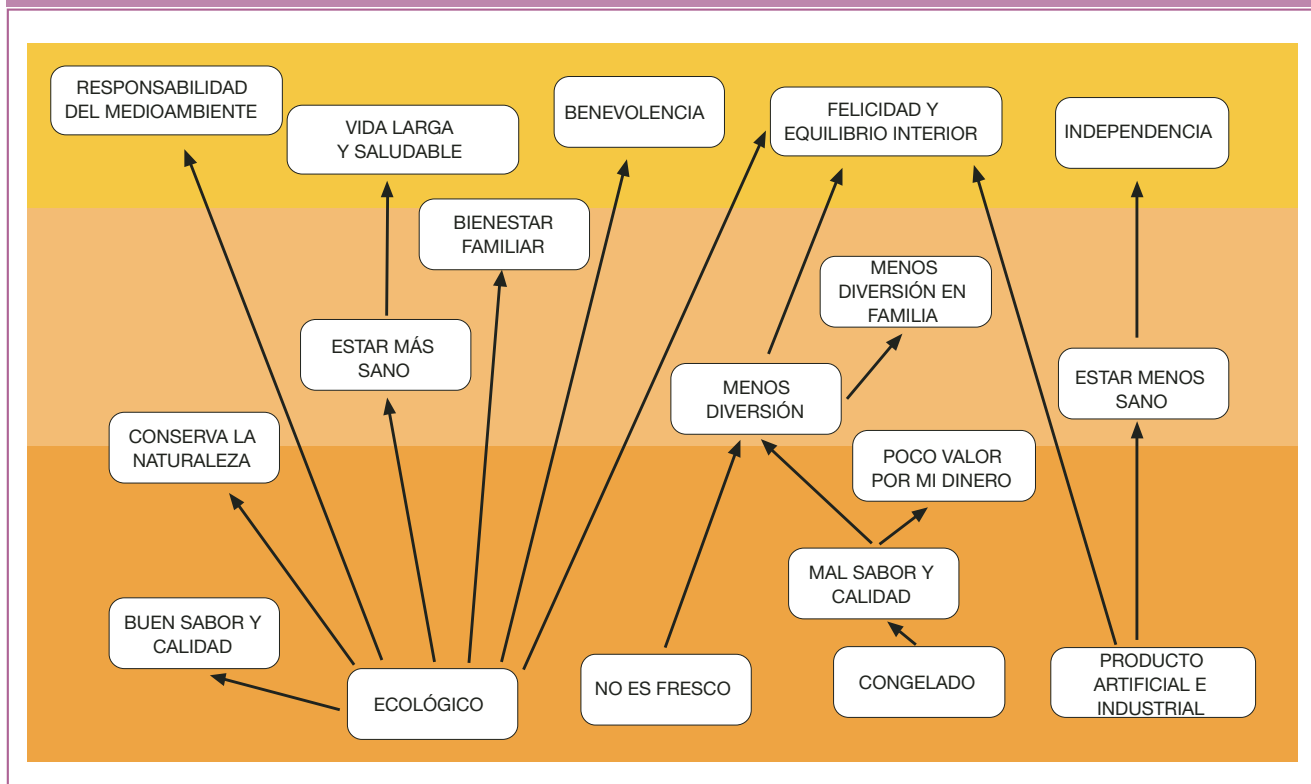 RESPONSABILIDAD
DEL MEDIOAMBIENTE
VIDA LARGA
Y SALUDABLE
BENEVOLENCIA
FELICIDAD Y
EQUILIBRIO INTERIOR
INDEPENDENCIA
BIENESTAR
FAMILIAR
MENOS
DIVERSIÓN EN
FAMILIA
ESTAR MÁS
SANO
MENOS
DIVERSIÓN
ESTAR MENOS
SANO
CONSERVA LA
NATURALEZA
POCO VALOR
POR MI DINERO
MAL SABOR Y
CALIDAD
BUEN SABOR Y
CALIDAD
ECOLÓGICO
NO ES FRESCO
CONGELADO
PRODUCTO
ARTIFICIAL E
INDUSTRIAL